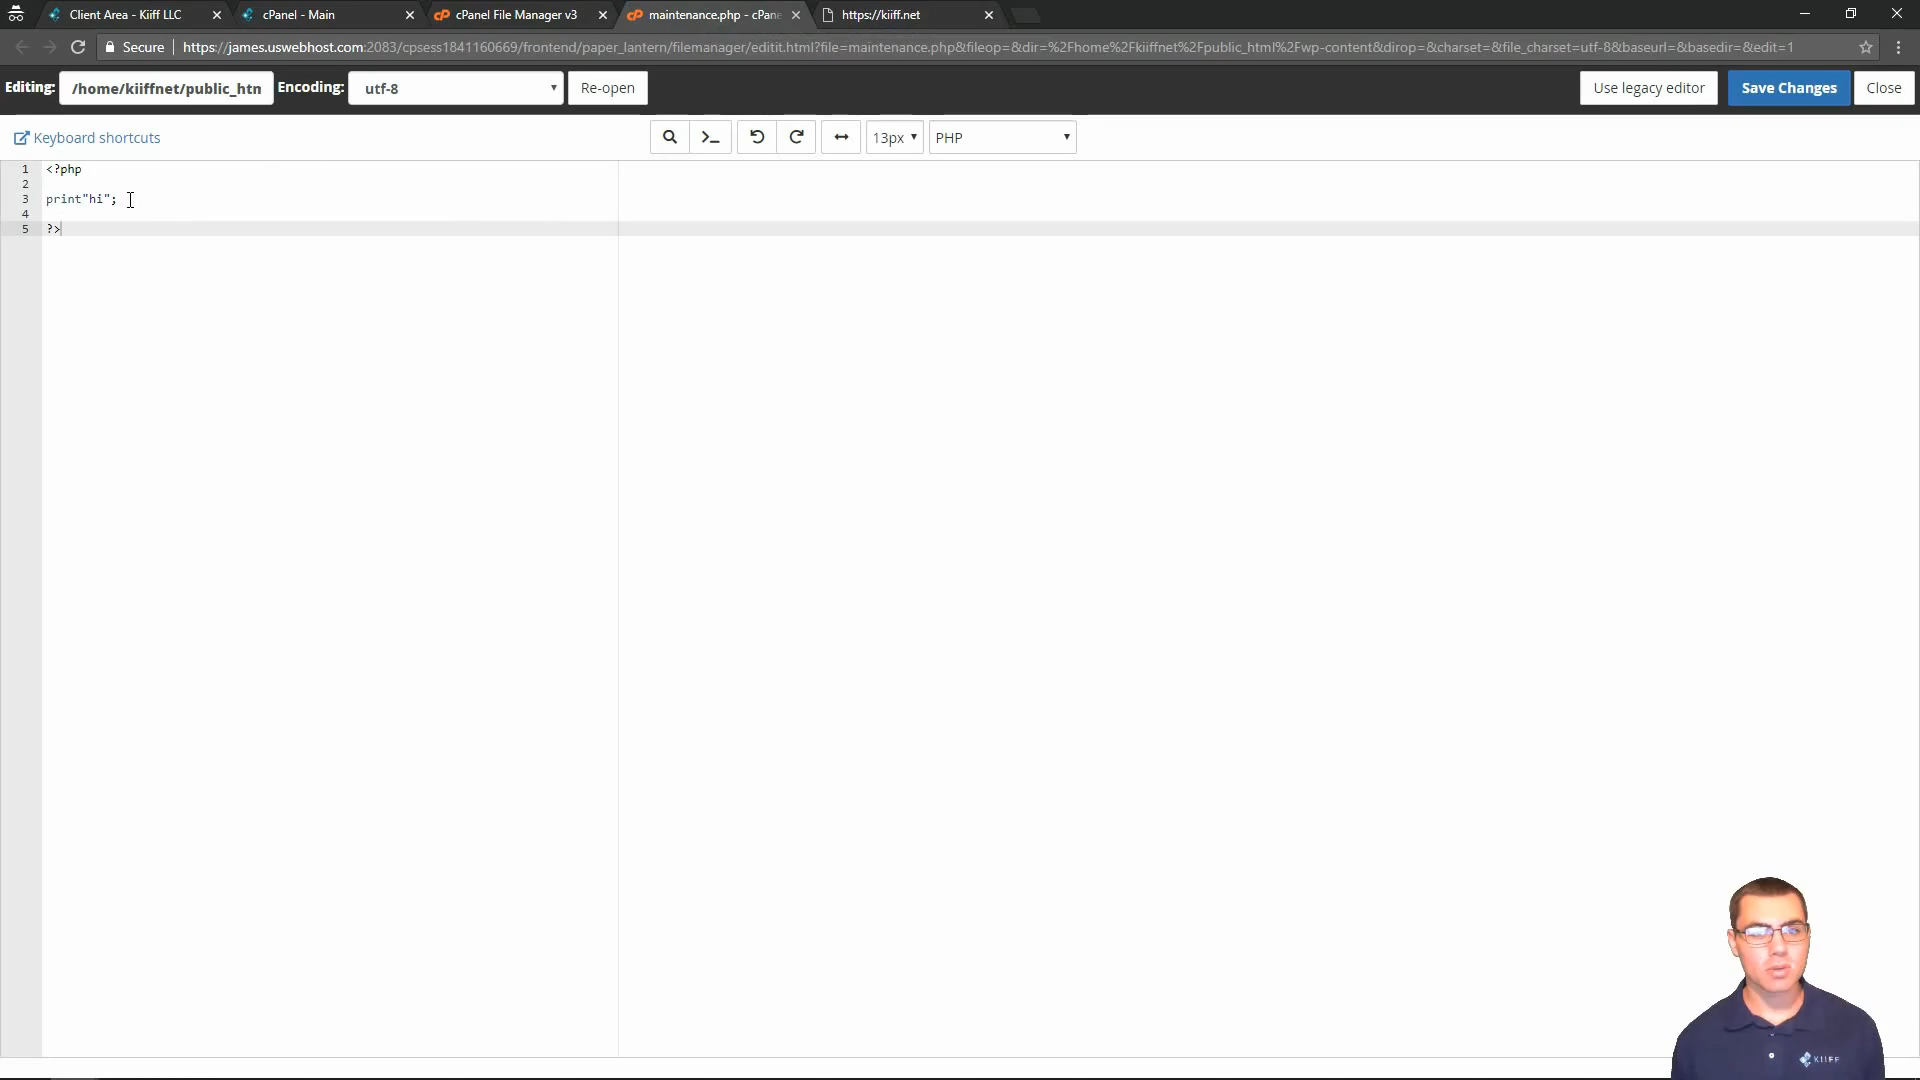 Client Area - Kiiff LLC
cPanel - Main
cPanel File Manager v3
maintenance.php - cPane
https://kiiff.net
Secure
https://james.uswebhost.com:2083/cpsess1841160669/frontend/paper_lantern/filemanager/editit.html?file=maintenance.php&fileop=&dir=%2Fhome%2Fkiiffnet%2Fpublic_html%2Fwp-content&dirop=&charset=&file_charset=utf-8&baseurl=&basedir=&edit=1
Editing: /home/kiiffnet/public_htn Encoding: utf-8 Re-open Use legacy editor Save Changes Close
Keyboard shortcuts 13px PHP
1 <?php
2
3 print"hi";
4
5 ?>
KIIFF